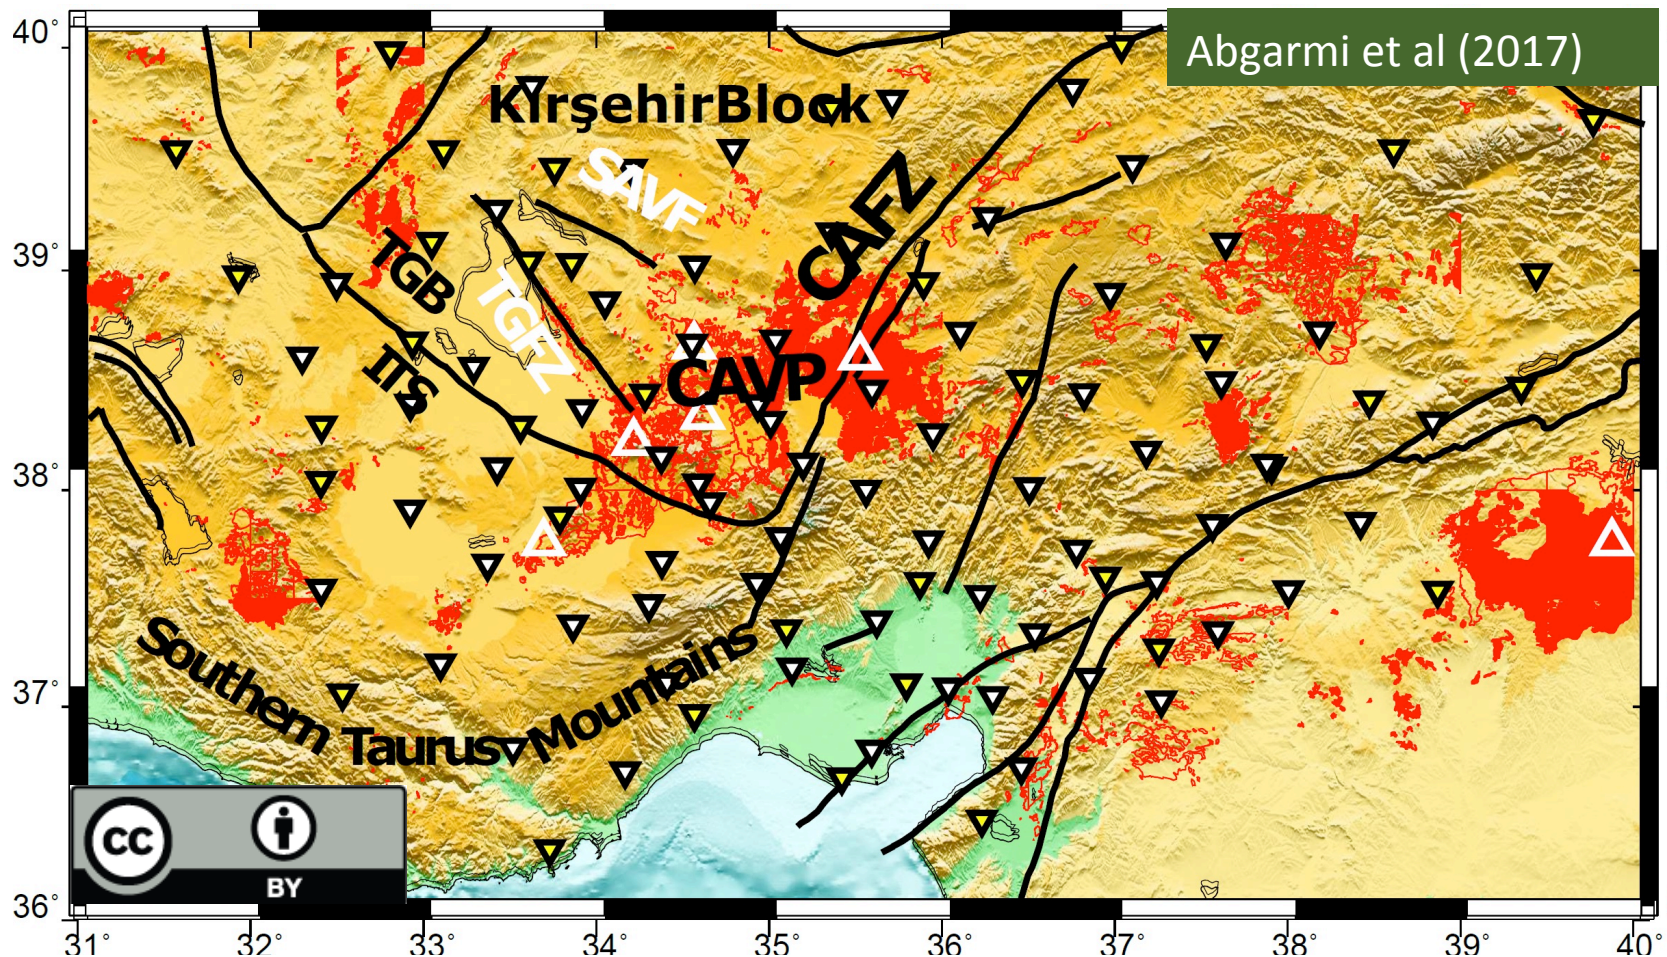 40°
Abgarmi et al (2017)
KırşehirBlock
SAVF
CAFZ
39°
TGB
TGFZ
ITS
CAVP
38°
37°
Southern Taurus Mountains
cc
BY
36°
31° 32° 33° 34° 35° 36° 37° 38° 39° 40°